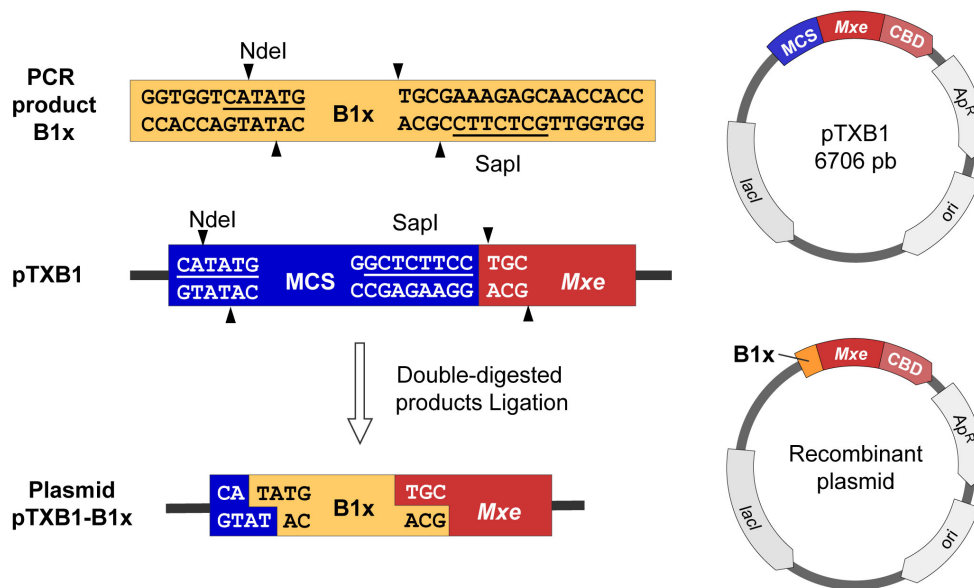 NdeI
PCR
product
B1x
GGTGGTCATATG
CCACCAGTATAC
B1x
TGCGAAAGAGCAACCACC
ACGCCTTCTCGTTGGTGG
SapI
NdeI
SapI
pTXB1
CATATG
GTATAC
MCS
GGCTCTTCC
CCGAGAAGG
TGC
ACG
Mxe
Double-digested
products Ligation
Plasmid
pTXB1-B1x
CA TATG
GTAT AC
B1x
TGC
ACG
Mxe
MCS
Mxe
CBD
ApR
ori
lacI
pTXB1
6706 pb
B1x
Mxe
CBD
ApR
ori
lacI
Recombinant
plasmid